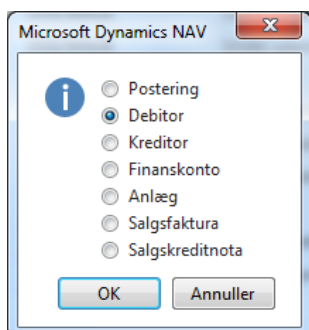 Microsoft Dynamics NAV
Postering
Debitor
Kreditor
Finanskonto
Anlæg
Salgsfaktura
Salgskreditnota
OK Annuller